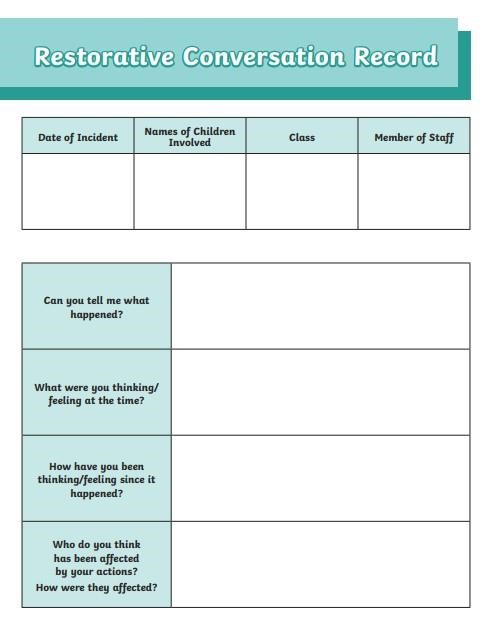 Restorative Conversation Record
Date of Incident
Names of Children
Involved
Class
Member of Staff
Can you tell me what
happened?
What were you thinking/
feeling at the time?
How have you been
thinking/feeling since it
happened?
Who do you think
has been affected
by your actions?
How were they affected?